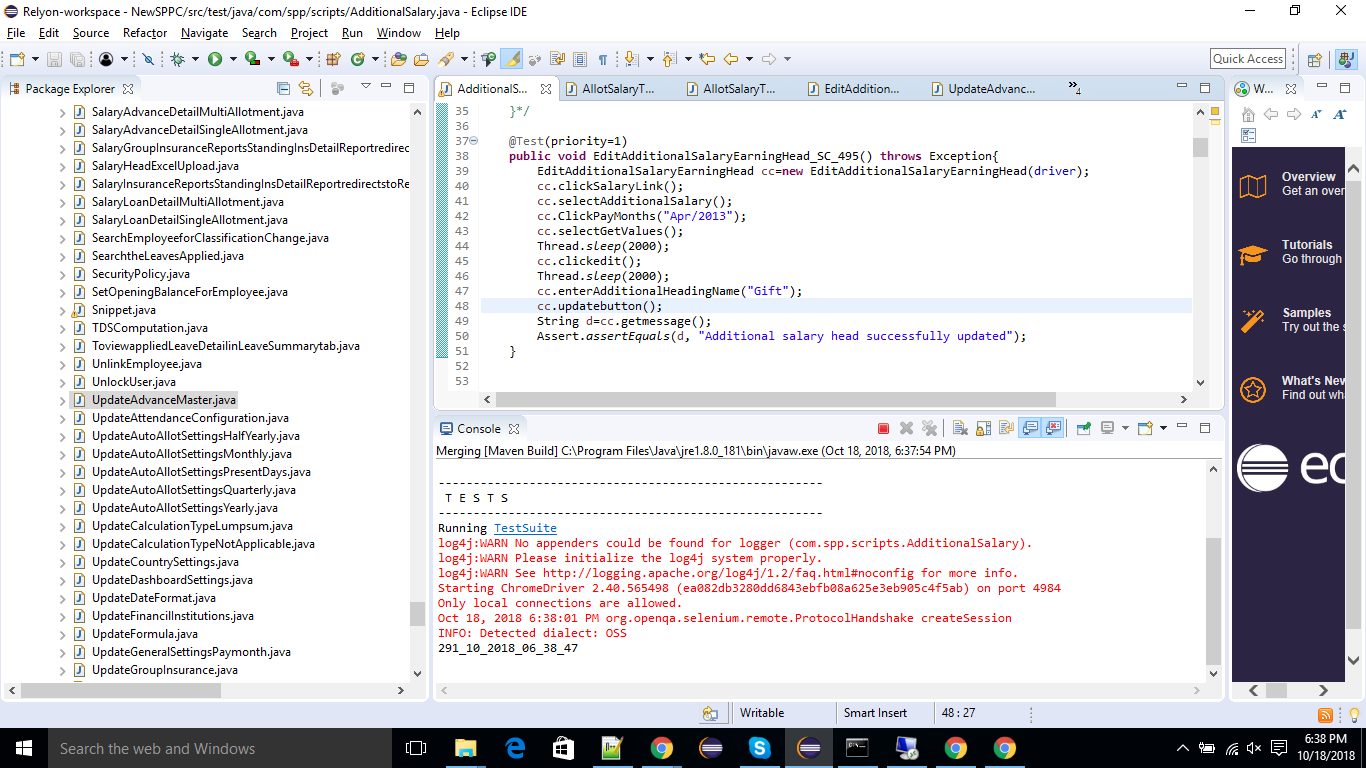 Relyon-workspace - NewSPPC/src/test/java/com/spp/scripts/AdditionalSalary.java - Eclipse IDE
File Edit Source Refactor Navigate Search Project Run Window Help
Quick Access
Package Explorer
SalaryAdvanceDetailMultiAllotment.java
SalaryAdvanceDetailSingleAllotment.java
SalaryGroupInsuranceReportsStandingInsDetailReportredirec
SalaryHeadExcelUpload.java
SalaryInsuranceReportsStandingInsDetailReportredirectstoRe
SalaryLoanDetailMultiAllotment.java
SalaryLoanDetailSingleAllotment.java
SearchEmployeeforClassificationChange.java
SearchtheLeavesApplied.java
SecurityPolicy.java
SetOpeningBalanceForEmployee.java
Snippet.java
TDSComputation.java
ToviewappliedLeaveDetailinLeaveSummarytab.java
UnlinkEmployee.java
UnlockUser.java
UpdateAdvanceMaster.java
UpdateAttendanceConfiguration.java
UpdateAutoAllotSettingsHalfYearly.java
UpdateAutoAllotSettingsMonthly.java
UpdateAutoAllotSettingsPresentDays.java
UpdateAutoAllotSettingsQuarterly.java
UpdateAutoAllotSettingsYearly.java
UpdateCalculationTypeLumpsum.java
UpdateCalculationTypeNotApplicable.java
UpdateCountrySettings.java
UpdateDashboardSettings.java
UpdateDateFormat.java
UpdateFinancilInstitutions.java
UpdateFormula.java
UpdateGeneralSettingsPaymonth.java
UpdateGroupInsurance.java
AdditionalS... AllotSalaryT... AllotSalaryT... EditAddition... UpdateAdvanc... »4
35 }*/
36
37 @Test(priority=1)
38 public void EditAdditionalSalaryEarningHead_SC_495() throws Exception{
39 EditAdditionalSalaryEarningHead cc=new EditAdditionalSalaryEarningHead(driver);
40 cc.clickSalaryLink();
41 cc.selectAdditionalSalary();
42 cc.ClickPayMonths("Apr/2013");
43 cc.selectGetValues();
44 Thread.sleep(2000);
45 cc.clickedit();
46 Thread.sleep(2000);
47 cc.enterAdditionalHeadingName("Gift");
48 cc.updatebutton();
49 String d=cc.getmessage();
50 Assert.assertEquals(d, "Additional salary head successfully updated");
51 }
52
53
Console
Merging [Maven Build] C:\Program Files\Java\jre1.8.0_181\bin\javaw.exe (Oct 18, 2018, 6:37:54 PM)
-------------------------------------------------------
T E S T S
-------------------------------------------------------
Running TestSuite
log4j:WARN No appenders could be found for logger (com.spp.scripts.AdditionalSalary).
log4j:WARN Please initialize the log4j system properly.
log4j:WARN See http://logging.apache.org/log4j/1.2/faq.html#noconfig for more info.
Starting ChromeDriver 2.40.565498 (ea082db3280dd6843ebfb08a625e3eb905c4f5ab) on port 4984
Only local connections are allowed.
Oct 18, 2018 6:38:01 PM org.openqa.selenium.remote.ProtocolHandshake createSession
INFO: Detected dialect: OSS
291_10_2018_06_38_47
W...
Overview
Get an over
Tutorials
Go through
Samples
Try out the s
What's New
Find out wha
ec
Writable Smart Insert 48 : 27
Search the web and Windows
6:38 PM
10/18/2018